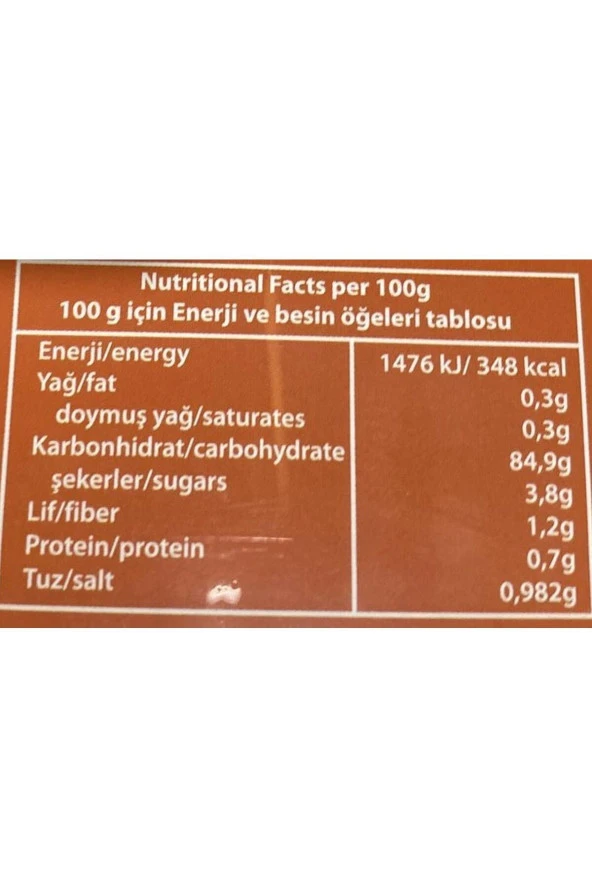 Nutritional Facts per 100g
100 g için Enerji ve besin öğeleri tablosu
Enerji/energy 1476 kJ/ 348 kcal
Yağ/fat 0,3g
doymuş yağ/saturates 0,3g
Karbonhidrat/carbohydrate 84,9g
şekerler/sugars 3,8g
Lif/fiber 1,2g
Protein/protein 0,7g
Tuz/salt 0,982g